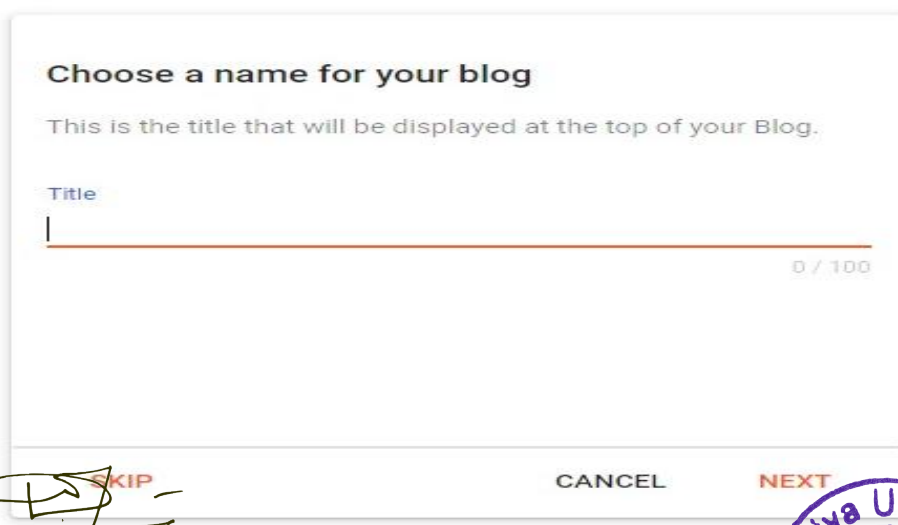 Choose a name for your blog
This is the title that will be displayed at the top of your Blog.
Title
0 / 100
SKIP CANCEL NEXT